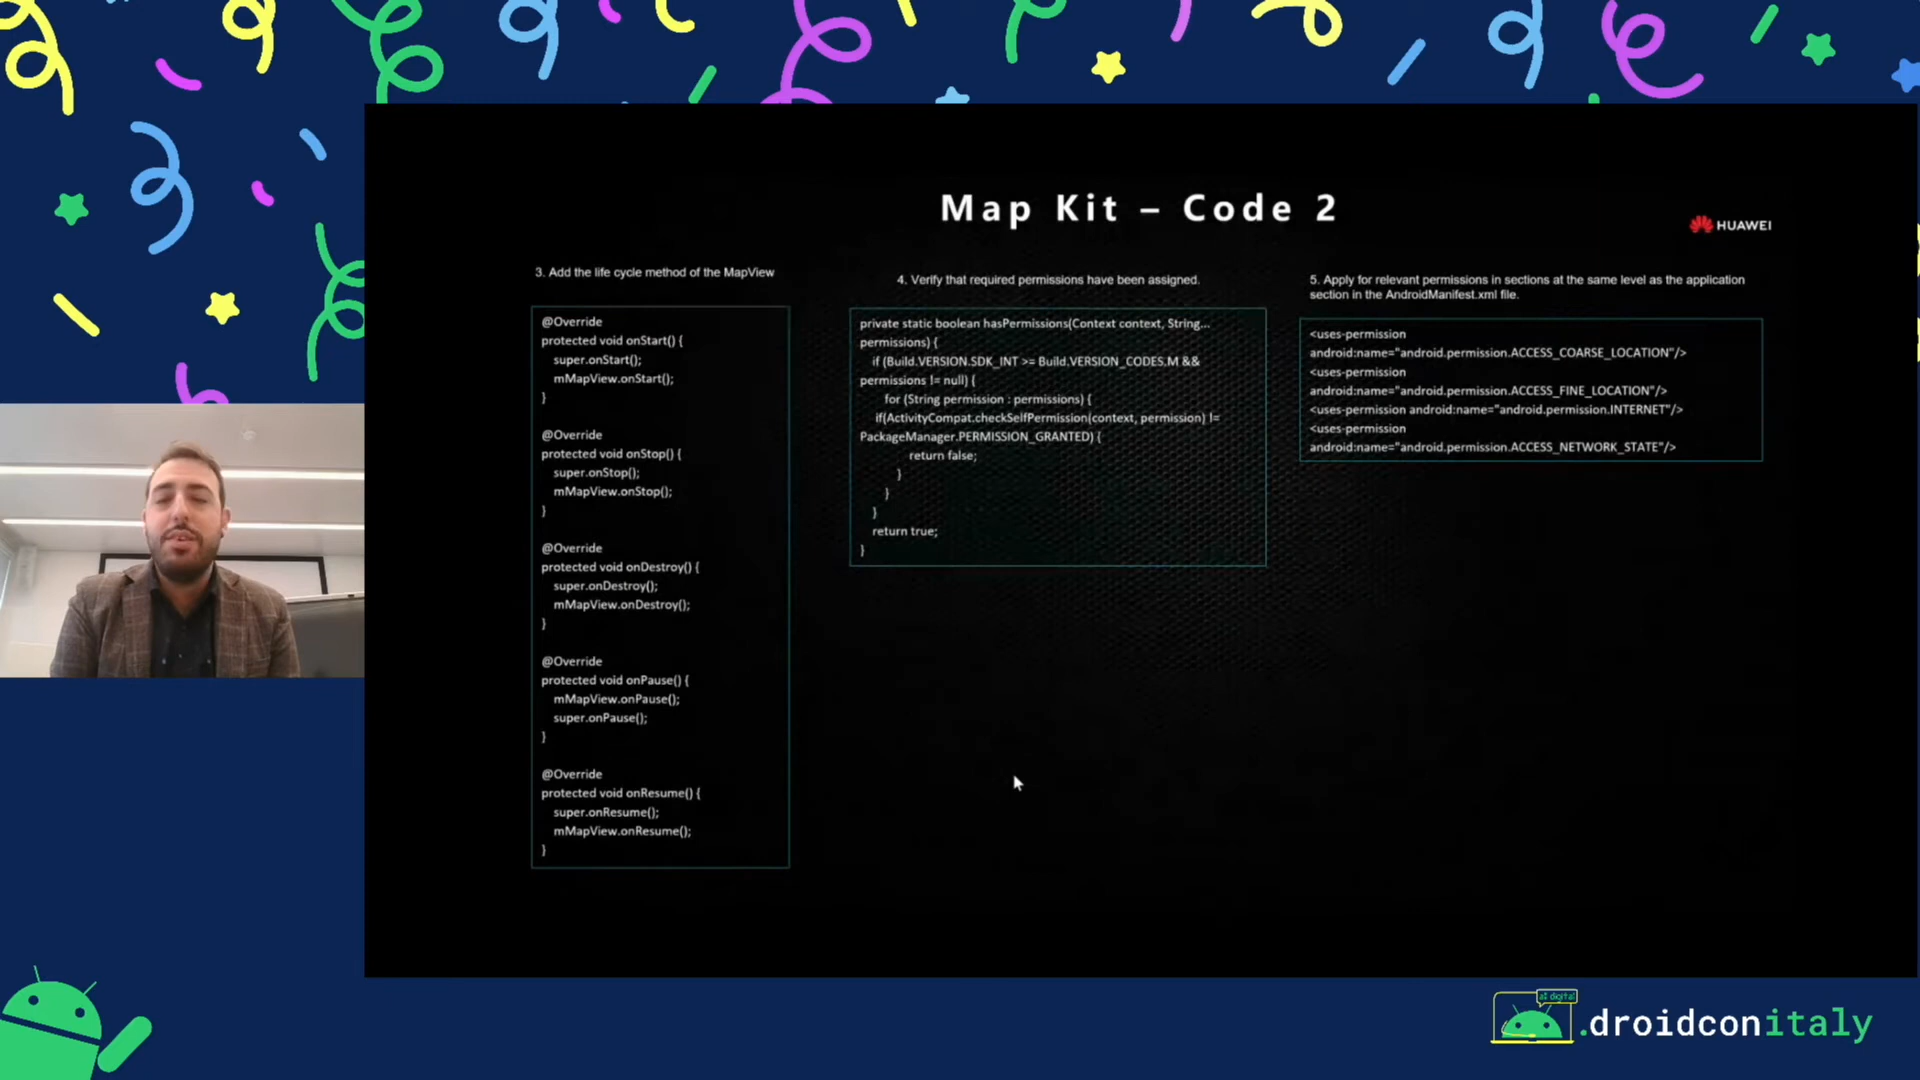 Map Kit – Code 2
HUAWEI
3. Add the life cycle method of the MapView
@Override
protected void onStart() {
super.onStart();
mMapView.onStart();
}
@Override
protected void onStop() {
super.onStop();
mMapView.onStop();
}
@Override
protected void onDestroy() {
super.onDestroy();
mMapView.onDestroy();
}
@Override
protected void onPause() {
mMapView.onPause();
super.onPause();
}
@Override
protected void onResume() {
super.onResume();
mMapView.onResume();
}
4. Verify that required permissions have been assigned.
private static boolean hasPermissions(Context context, String...
permissions) {
if (Build.VERSION.SDK_INT >= Build.VERSION_CODES.M &&
permissions != null) {
for (String permission : permissions) {
if(ActivityCompat.checkSelfPermission(context, permission) !=
PackageManager.PERMISSION_GRANTED) {
return false;
}
}
}
return true;
}
5. Apply for relevant permissions in sections at the same level as the application
section in the AndroidManifest.xml file.
<uses-permission
android:name="android.permission.ACCESS_COARSE_LOCATION"/>
<uses-permission
android:name="android.permission.ACCESS_FINE_LOCATION"/>
<uses-permission android:name="android.permission.INTERNET"/>
<uses-permission
android:name="android.permission.ACCESS_NETWORK_STATE"/>
.droidconitaly